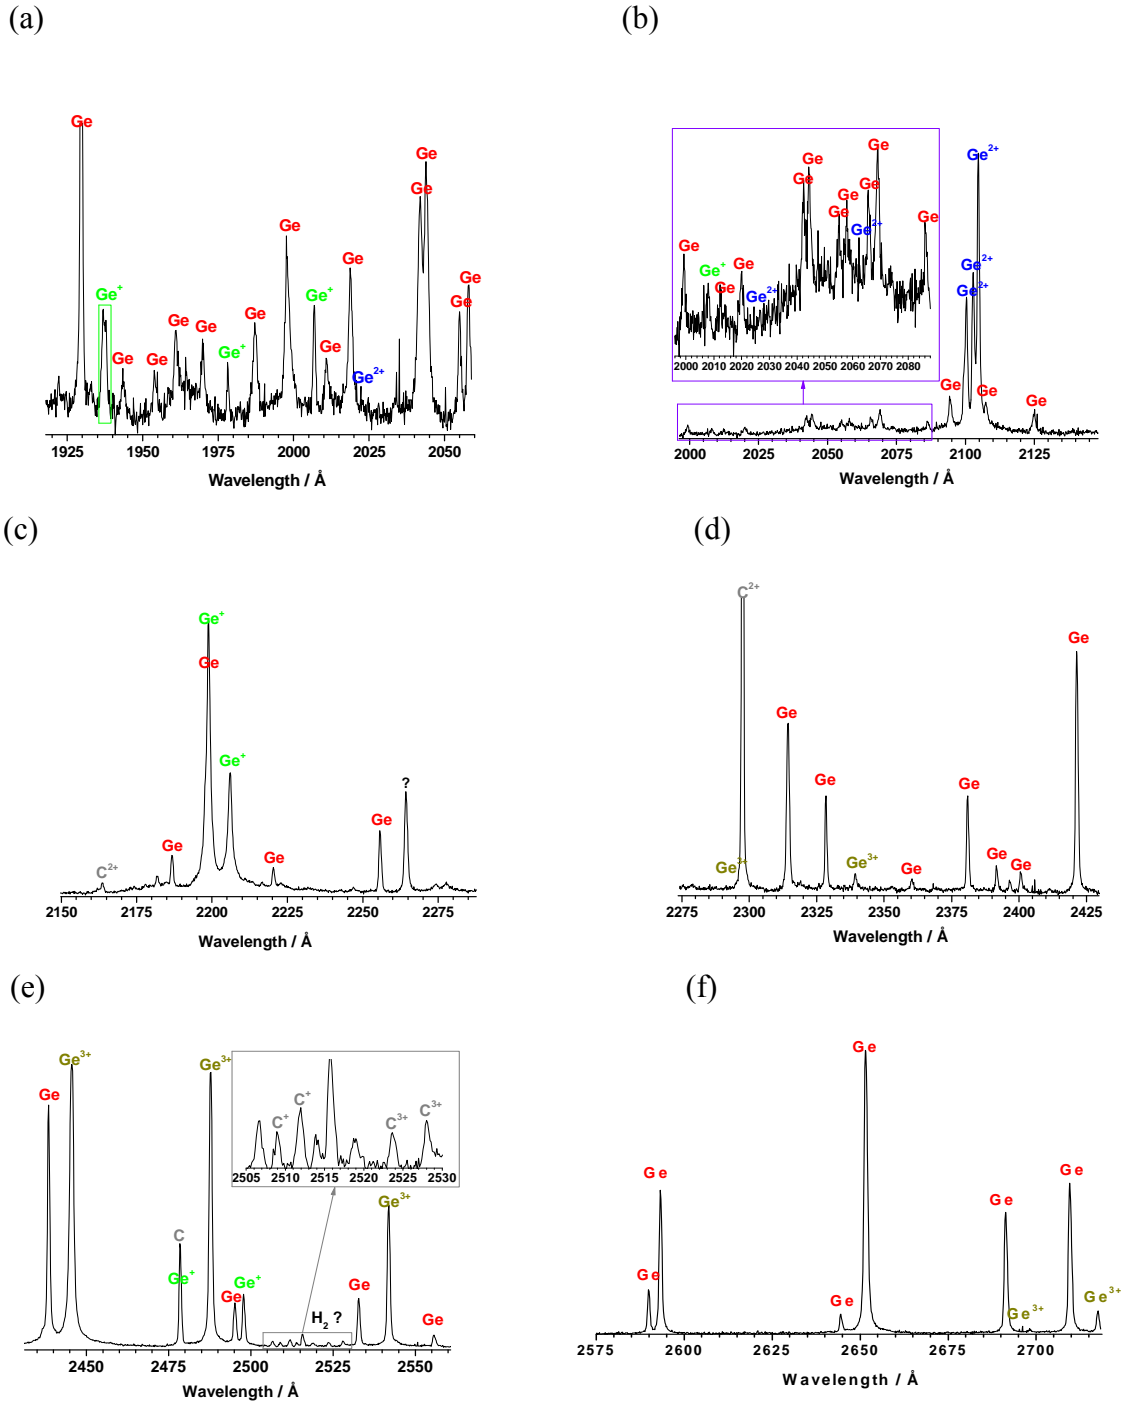 (a)
Ge
Ge⁺
Ge
Ge
Ge
Ge
Ge⁺
Ge
Ge
Ge⁺
Ge
Ge
Ge²⁺
Ge
Ge
Ge
Ge
1925 1950 1975 2000 2025 2050
Wavelength / Å
(b)
Ge
Ge⁺
Ge
Ge
Ge²⁺
Ge
Ge
Ge
Ge
Ge²⁺
Ge
Ge
Ge
2000 2010 2020 2030 2040 2050 2060 2070 2080
Ge²⁺
Ge²⁺
Ge²⁺
Ge
Ge
Ge
2000 2025 2050 2075 2100 2125
Wavelength / Å
(c)
C²⁺
Ge
Ge⁺
Ge
Ge⁺
Ge
Ge
?
2150 2175 2200 2225 2250 2275
Wavelength / Å
(d)
C²⁺
Ge³⁺
Ge
Ge
Ge³⁺
Ge
Ge
Ge
Ge
Ge
2275 2300 2325 2350 2375 2400 2425
Wavelength / Å
(e)
Ge
Ge³⁺
C
Ge⁺
Ge³⁺
Ge
Ge⁺
C⁺
C⁺
C³⁺
C³⁺
2505 2510 2515 2520 2525 2530
H₂ ?
Ge
Ge³⁺
Ge
2450 2475 2500 2525 2550
Wavelength / Å
(f)
Ge
Ge
Ge
Ge
Ge
Ge³⁺
Ge
Ge³⁺
2575 2600 2625 2650 2675 2700
Wavelength / Å